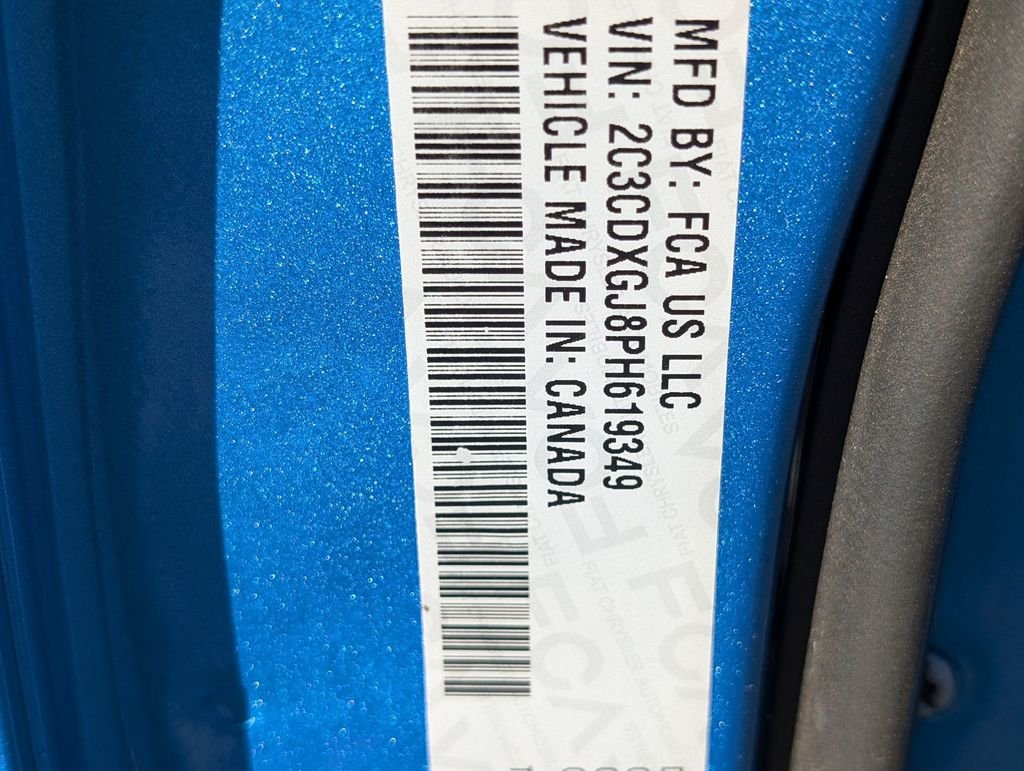 MFD BY: FCA US LLC
VIN: 2C3CDXGJ8PH619349
VEHICLE MADE IN: CANADA